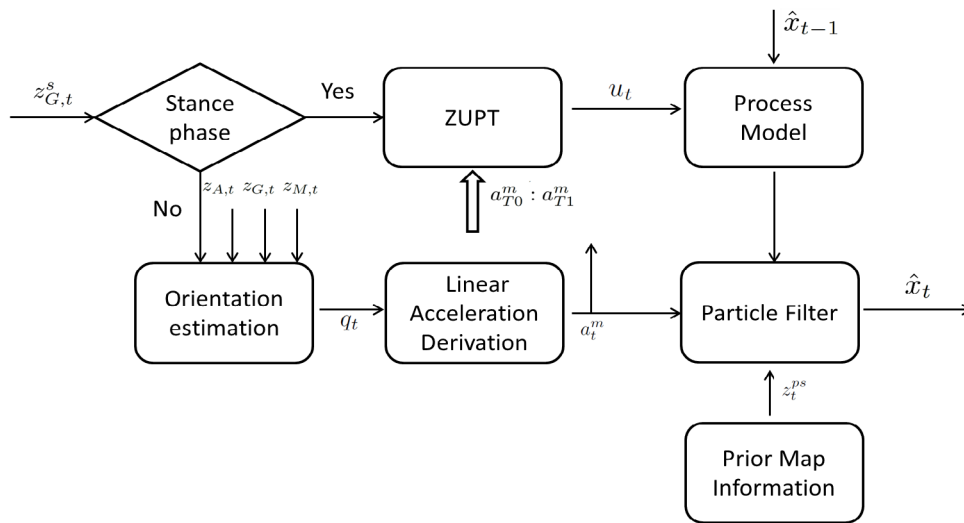 x̂_{t−1}
z^s_{G,t}
Stance
phase
Yes
ZUPT
u_t
Process
Model
No
z_{A,t} z_{G,t} z_{M,t}
a^m_{T0} : a^m_{T1}
Orientation
estimation
q_t
Linear
Acceleration
Derivation
a^m_t
Particle Filter
x̂_t
z^{ps}_t
Prior Map
Information